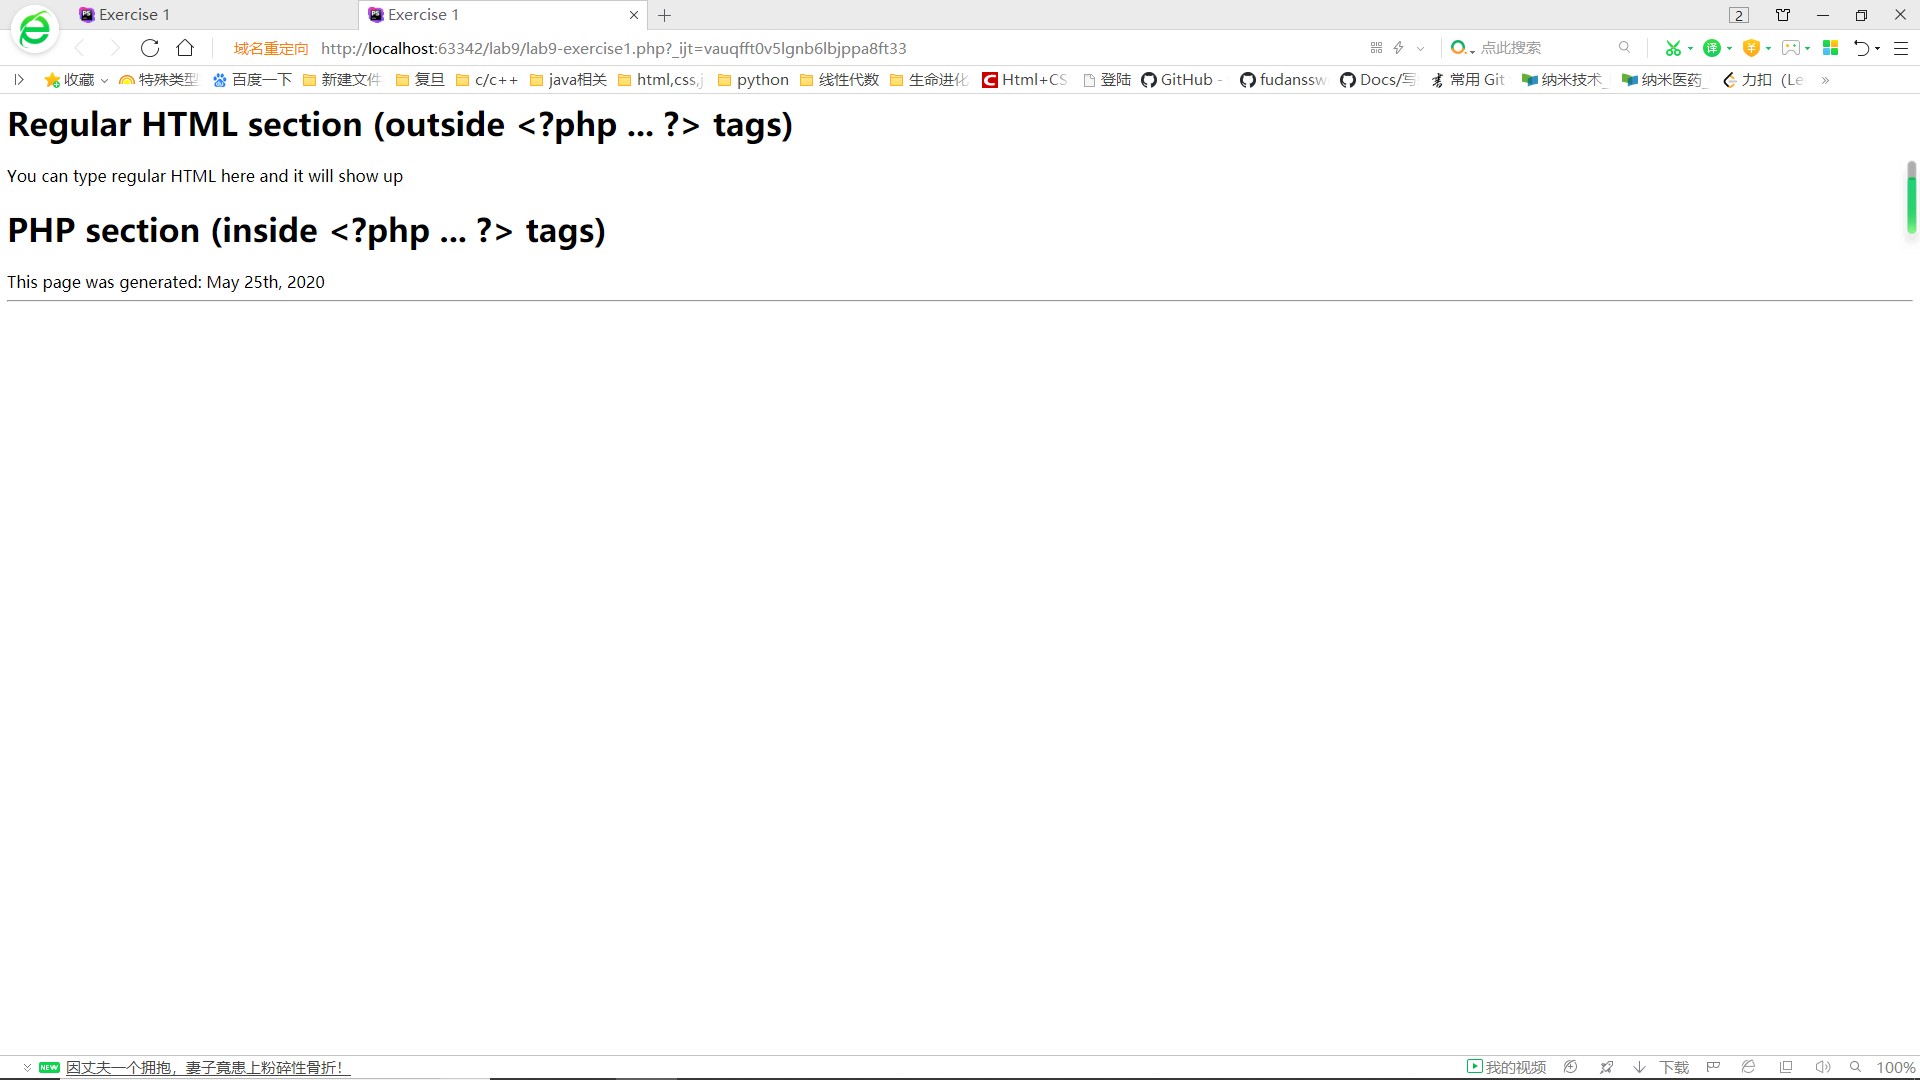 Exercise 1
Exercise 1
2
域名重定向 http://localhost:63342/lab9/lab9-exercise1.php?_ijt=vauqfft0v5lgnb6lbjppa8ft33 点此搜索 译
收藏 特殊类型 百度一下 新建文件 复旦 c/c++ java相关 html,css,j python 线性代数 生命进化 Html+CS 登陆 GitHub - fudanssw Docs/写 常用 Git 纳米技术_ 纳米医药_ 力扣 (Le »
Regular HTML section (outside <?php ... ?> tags)
You can type regular HTML here and it will show up
PHP section (inside <?php ... ?> tags)
This page was generated: May 25th, 2020
NEW 因丈夫一个拥抱，妻子竟患上粉碎性骨折！ 我的视频 下载 100%